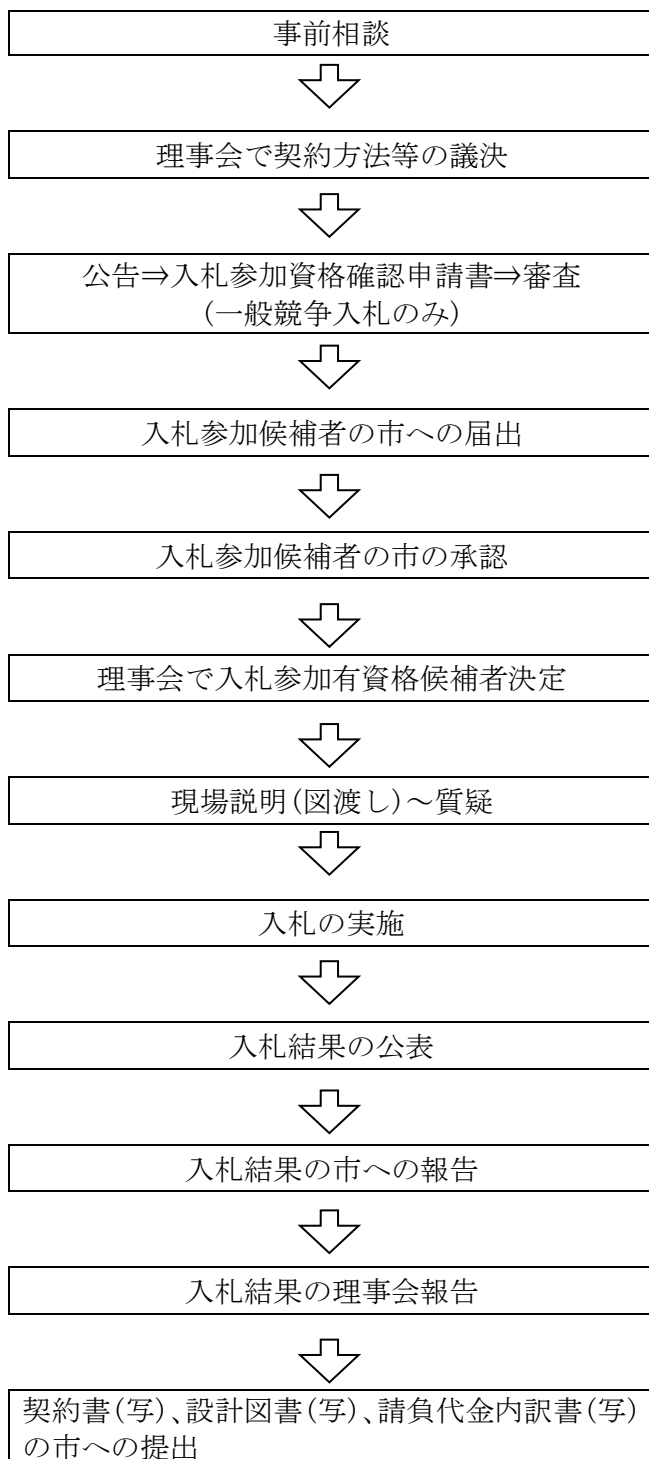 事前相談
理事会で契約方法等の議決
公告⇒入札参加資格確認申請書⇒審査
(一般競争入札のみ)
入札参加候補者の市への届出
入札参加候補者の市の承認
理事会で入札参加有資格候補者決定
現場説明(図渡し)～質疑
入札の実施
入札結果の公表
入札結果の市への報告
入札結果の理事会報告
契約書(写)、設計図書(写)、請負代金内訳書(写)
の市への提出